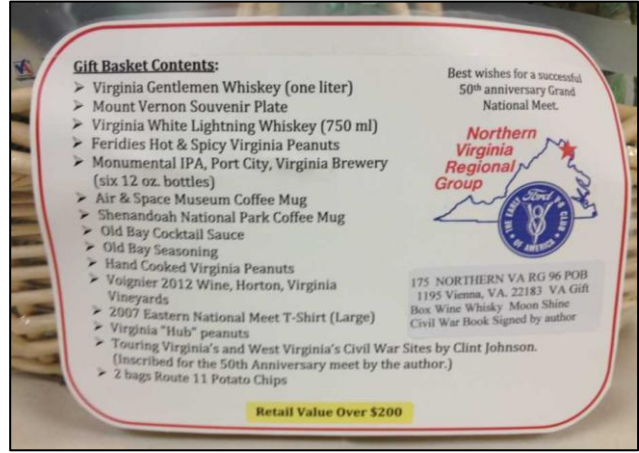 Gift Basket Contents:
➢ Virginia Gentlemen Whiskey (one liter)
➢ Mount Vernon Souvenir Plate
➢ Virginia White Lightning Whiskey (750 ml)
➢ Feridies Hot & Spicy Virginia Peanuts
➢ Monumental IPA, Port City, Virginia Brewery
(six 12 oz. bottles)
➢ Air & Space Museum Coffee Mug
➢ Shenandoah National Park Coffee Mug
➢ Old Bay Cocktail Sauce
➢ Old Bay Seasoning
➢ Hand Cooked Virginia Peanuts
➢ Voignier 2012 Wine, Horton, Virginia
Vineyards
➢ 2007 Eastern National Meet T-Shirt (Large)
➢ Virginia "Hub" peanuts
➢ Touring Virginia's and West Virginia's Civil War Sites by Clint Johnson.
(Inscribed for the 50th Anniversary meet by the author.)
➢ 2 bags Route 11 Potato Chips
Retail Value Over $200
Best wishes for a successful
50th anniversary Grand
National Meet.
Northern
Virginia
Regional
Group
THE EARLY Ford V8 CLUB
OF AMERICA
175 NORTHERN VA RG 96 POB
1195 Vienna, VA. 22183 VA Gift
Box Wine Whisky Moon Shine
Civil War Book Signed by author